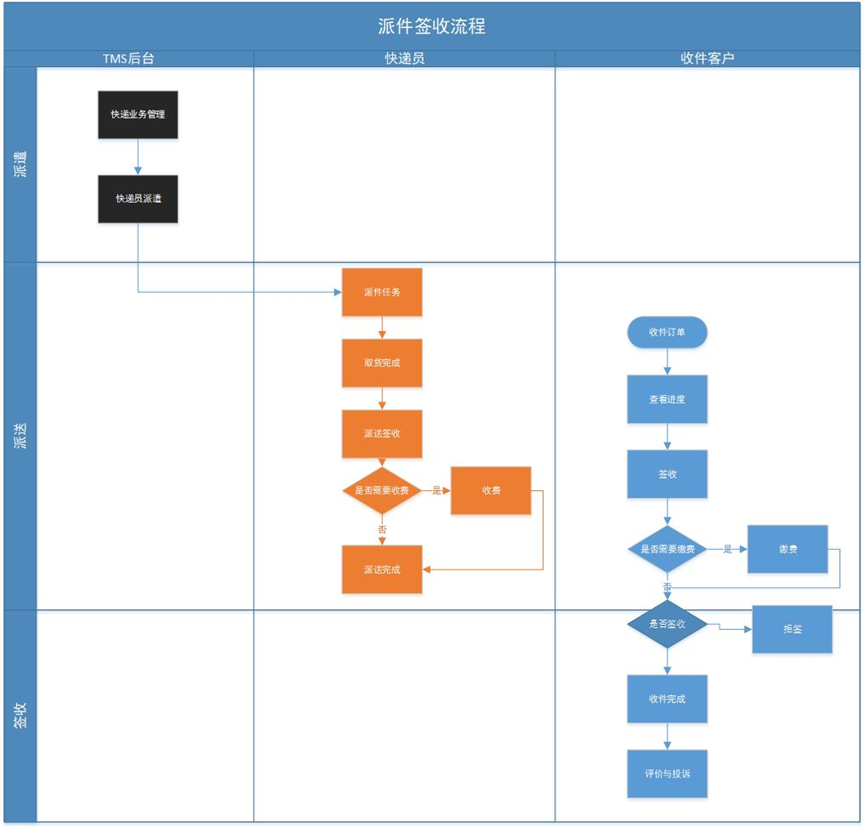 派件签收流程
TMS后台
快递员
收件客户
派遣
快递业务管理
快递员派遣
派送
派件任务
取货完成
派送签收
是否需要收费
是
收费
否
派送完成
收件订单
查看进度
签收
是否需要缴费
是
缴费
否
签收
是否签收
拒签
收件完成
评价与投诉